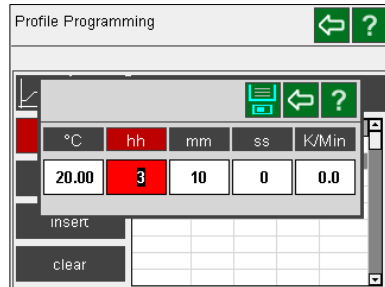 Profile Programming
?
?
°C hh mm ss K/Min
20.00 3 10 0 0.0
insert
clear